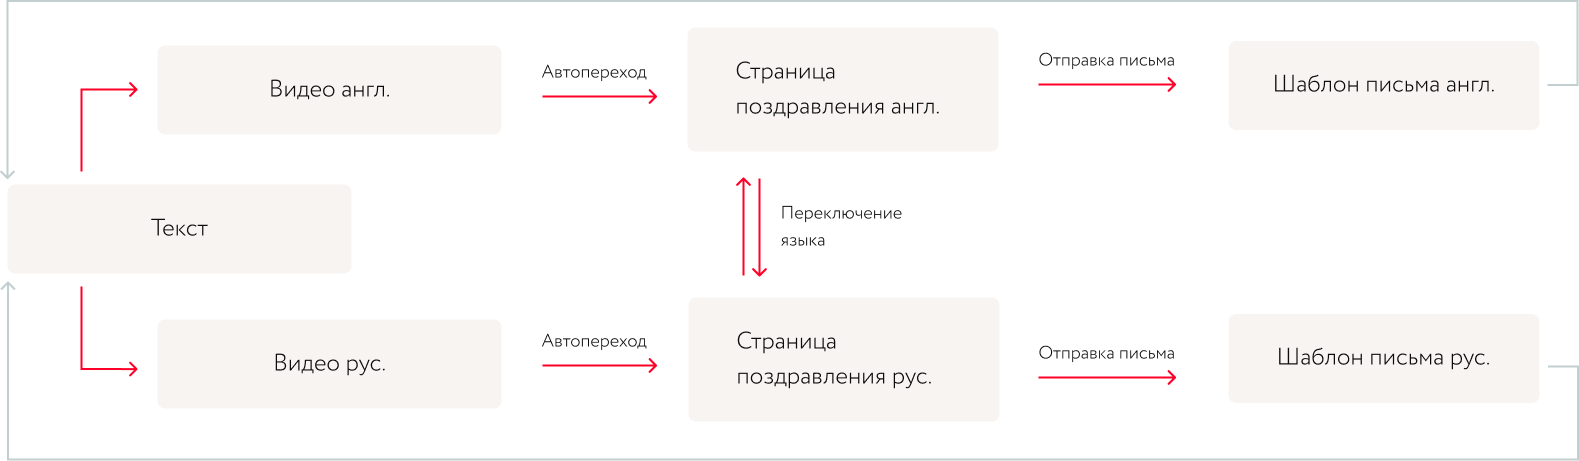 Видео англ.
Автопереход
Страница
поздравления англ.
Отправка письма
Шаблон письма англ.
Текст
Переключение
языка
Видео рус.
Автопереход
Страница
поздравления рус.
Отправка письма
Шаблон письма рус.